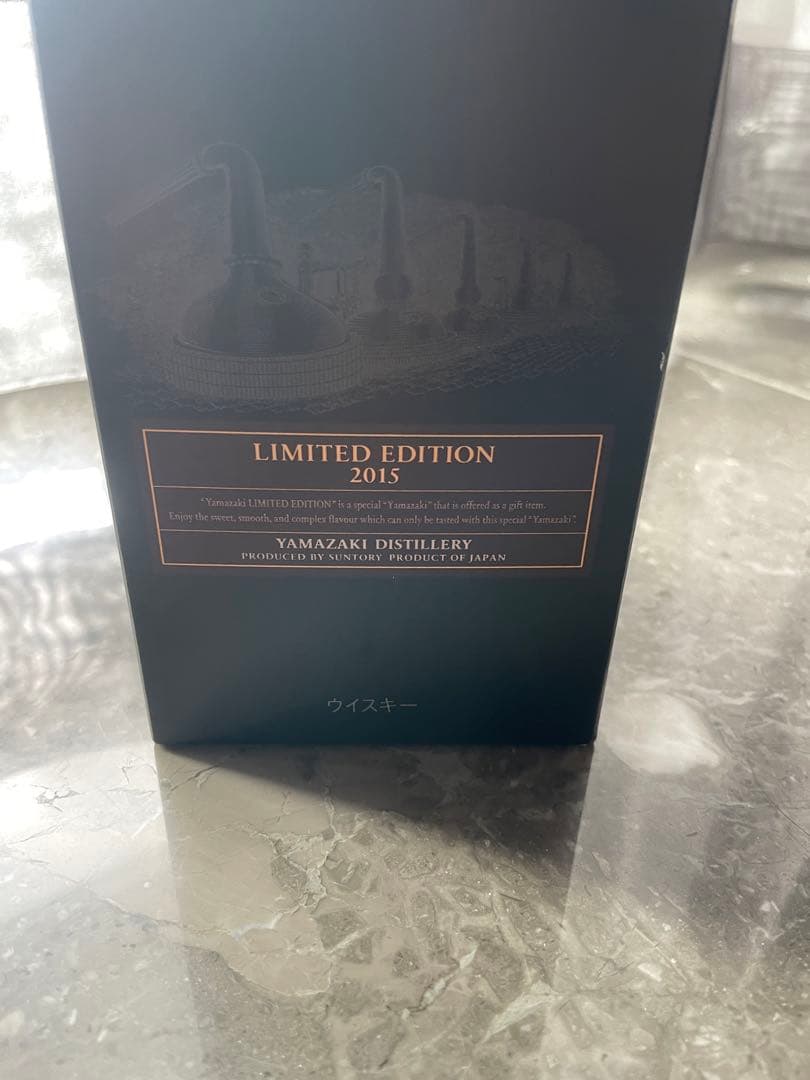 LIMITED EDITION
2015
"Yamazaki LIMITED EDITION" is a special "Yamazaki" that is offered as a gift item.
Enjoy the sweet, smooth, and complex flavour which can only be tasted with this special "Yamazaki".
YAMAZAKI DISTILLERY
PRODUCED BY SUNTORY PRODUCT OF JAPAN
ウイスキー